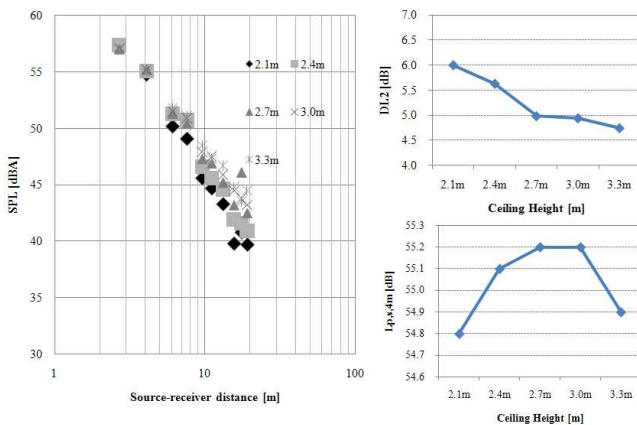 60
55
50
45
40
35
30
SPL [dBA]
1
10
100
Source-receiver distance [m]
2.1m
2.4m
2.7m
3.0m
3.3m
DL2 [dB]
6.5
6.0
5.5
5.0
4.5
4.0
2.1m 2.4m 2.7m 3.0m 3.3m
Ceiling Height [m]
Lp,s,4m [dB]
55.3
55.2
55.1
55.0
54.9
54.8
54.7
54.6
2.1m 2.4m 2.7m 3.0m 3.3m
Ceiling Height [m]